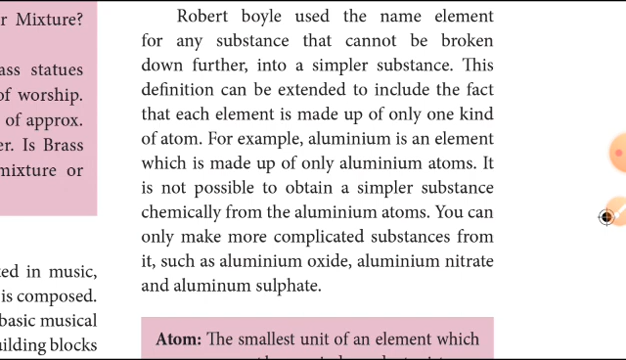 r Mixture?
ass statues
of worship.
of approx.
er. Is Brass
mixture or
ted in music,
is composed.
basic musical
uilding blocks
Robert boyle used the name element
for any substance that cannot be broken
down further, into a simpler substance. This
definition can be extended to include the fact
that each element is made up of only one kind
of atom. For example, aluminium is an element
which is made up of only aluminium atoms. It
is not possible to obtain a simpler substance
chemically from the aluminium atoms. You can
only make more complicated substances from
it, such as aluminium oxide, aluminium nitrate
and aluminum sulphate.
Atom: The smallest unit of an element which